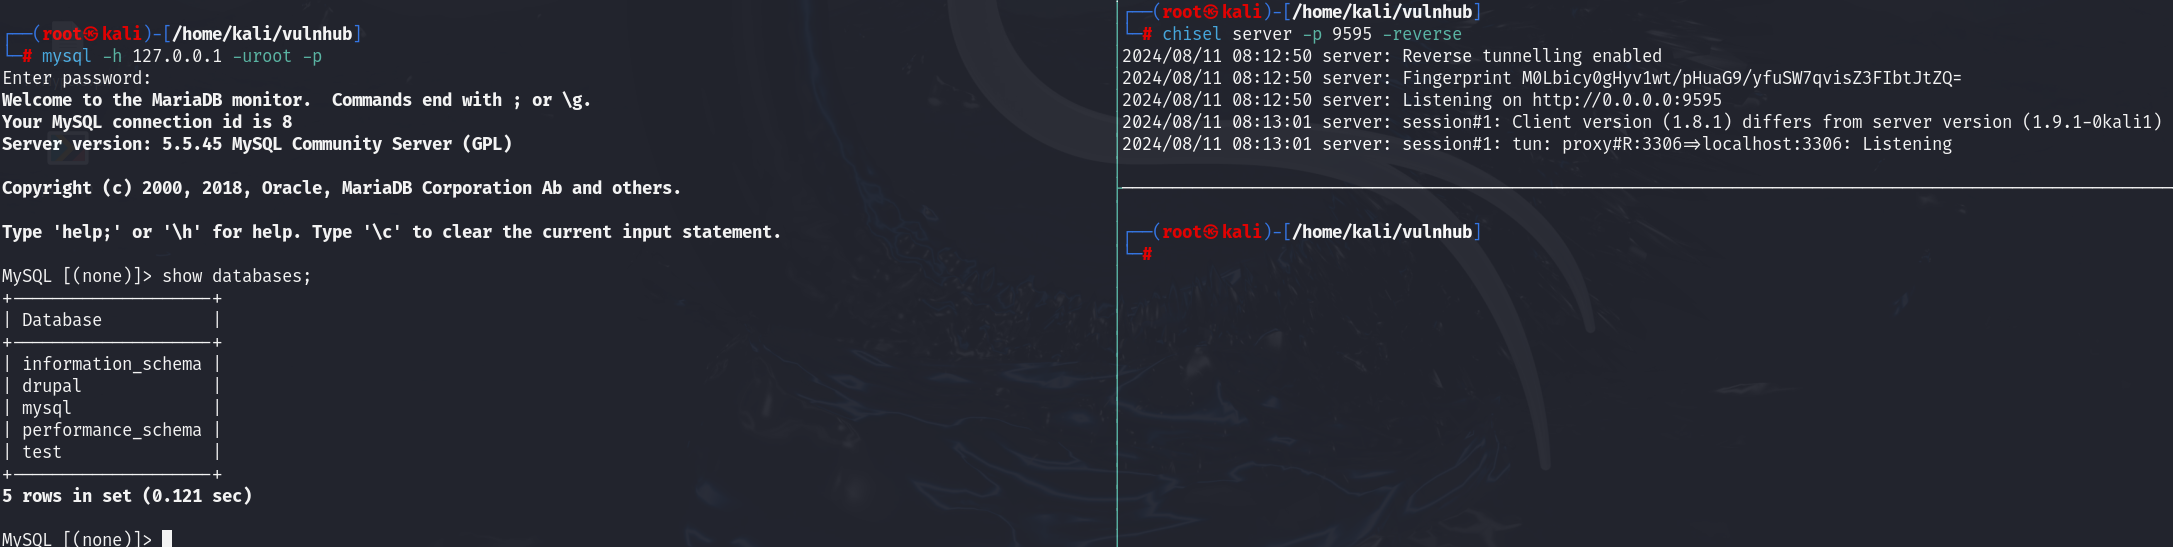 ┌──(root㉿kali)-[/home/kali/vulnhub]
└─# mysql -h 127.0.0.1 -uroot -p
Enter password:
Welcome to the MariaDB monitor.  Commands end with ; or \g.
Your MySQL connection id is 8
Server version: 5.5.45 MySQL Community Server (GPL)
Copyright (c) 2000, 2018, Oracle, MariaDB Corporation Ab and others.
Type 'help;' or '\h' for help. Type '\c' to clear the current input statement.
MySQL [(none)]> show databases;
+--------------------+
| Database           |
+--------------------+
| information_schema |
| drupal             |
| mysql              |
| performance_schema |
| test               |
+--------------------+
5 rows in set (0.121 sec)
MySQL [(none)]>
┌──(root㉿kali)-[/home/kali/vulnhub]
└─# chisel server -p 9595 -reverse
2024/08/11 08:12:50 server: Reverse tunnelling enabled
2024/08/11 08:12:50 server: Fingerprint M0Lbicy0gHyv1wt/pHuaG9/yfuSW7qvisZ3FIbtJtZQ=
2024/08/11 08:12:50 server: Listening on http://0.0.0.0:9595
2024/08/11 08:13:01 server: session#1: Client version (1.8.1) differs from server version (1.9.1-0kali1)
2024/08/11 08:13:01 server: session#1: tun: proxy#R:3306=>localhost:3306: Listening
┌──(root㉿kali)-[/home/kali/vulnhub]
└─#